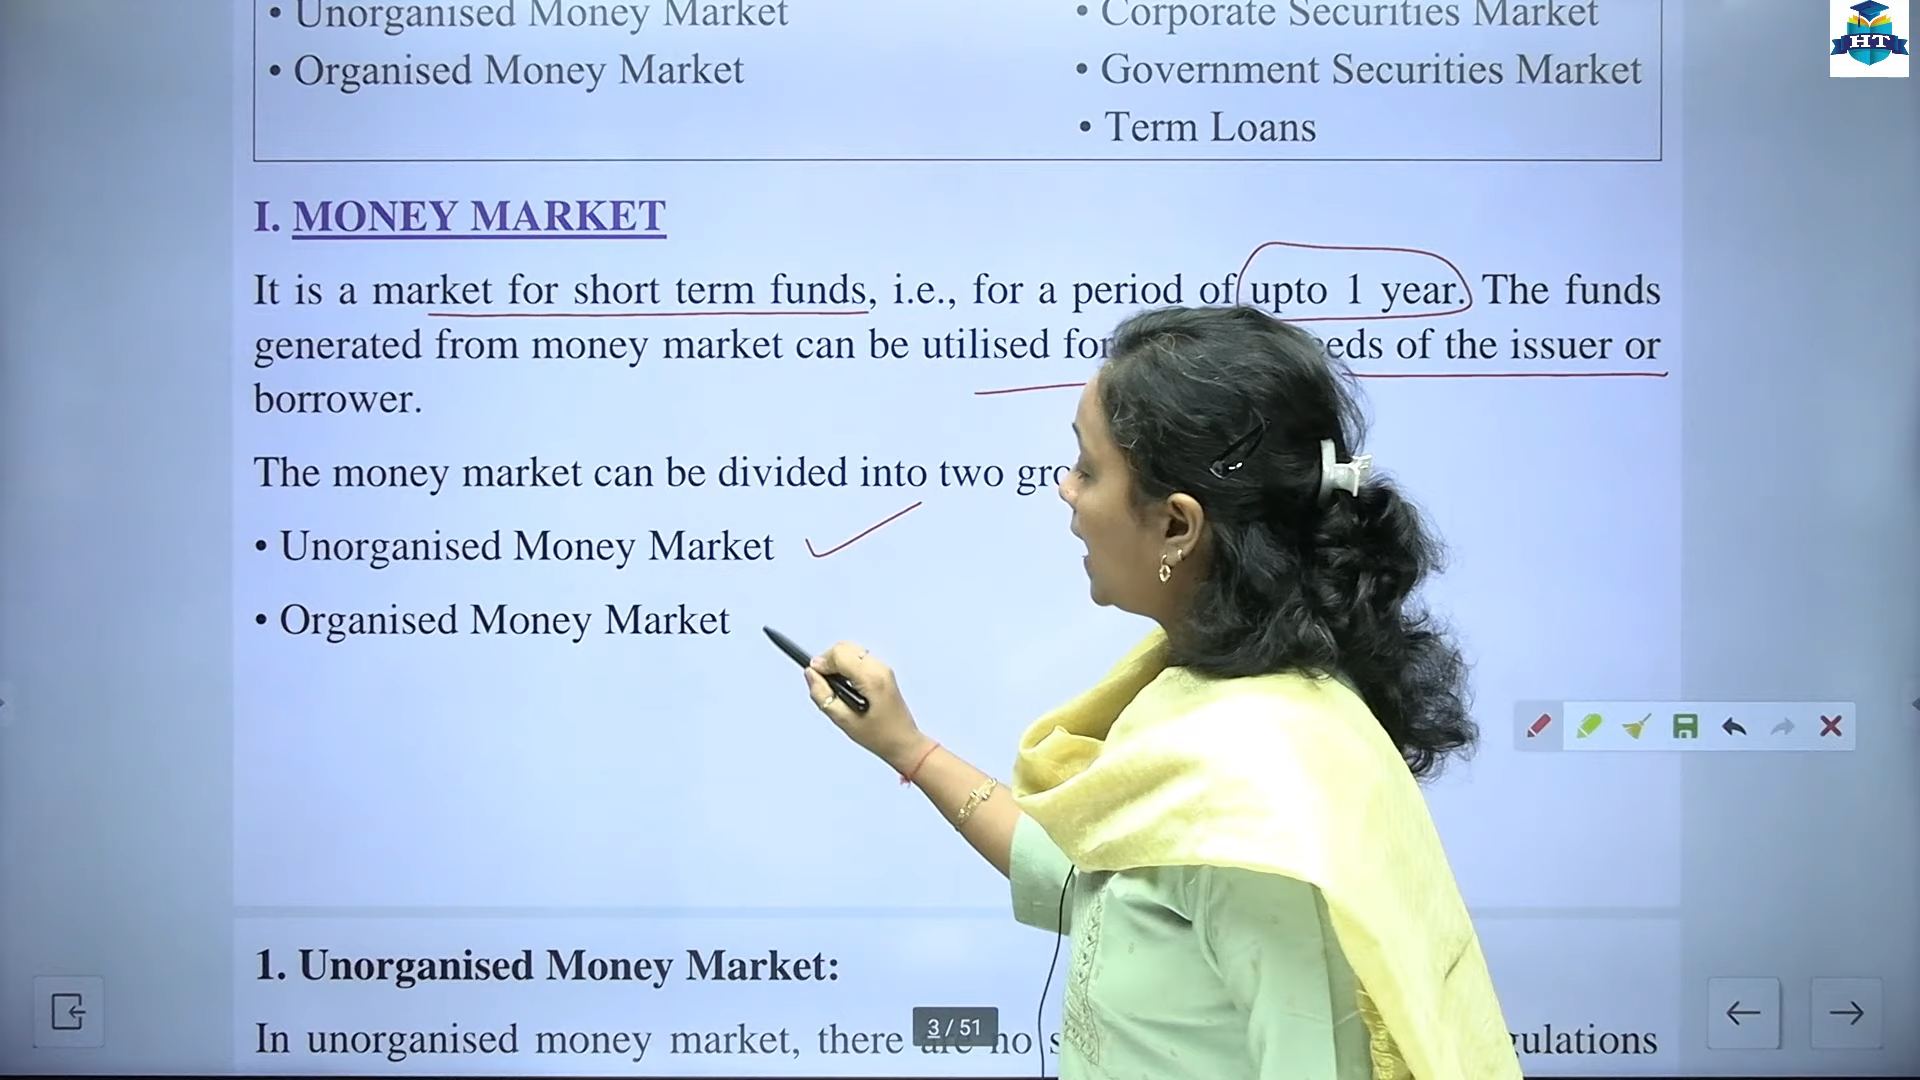 • Unorganised Money Market
• Corporate Securities Market
• Organised Money Market
• Government Securities Market
• Term Loans
I. MONEY MARKET
It is a market for short term funds, i.e., for a period of upto 1 year. The funds
generated from money market can be utilised for eds of the issuer or
borrower.
The money market can be divided into two
• Unorganised Money Market
• Organised Money Market
1. Unorganised Money Market:
In unorganised money market, there are no
3 / 51
HT